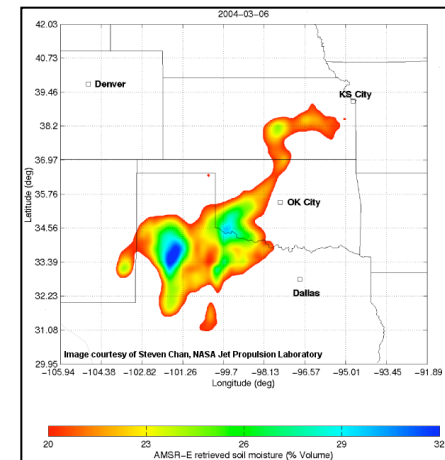 2004-03-06
42.03
40.73
39.46
38.2
36.97
35.76
34.56
33.39
32.23
31.08
29.95
Latitude (deg)
Denver
KS City
OK City
Dallas
Image courtesy of Steven Chan, NASA Jet Propulsion Laboratory
−105.94 −104.38 −102.82 −101.26 −99.7 −98.13 −96.57 −95.01 −93.45 −91.89
Longitude (deg)
20 23 26 29 32
AMSR−E retrieved soil moisture (% Volume)